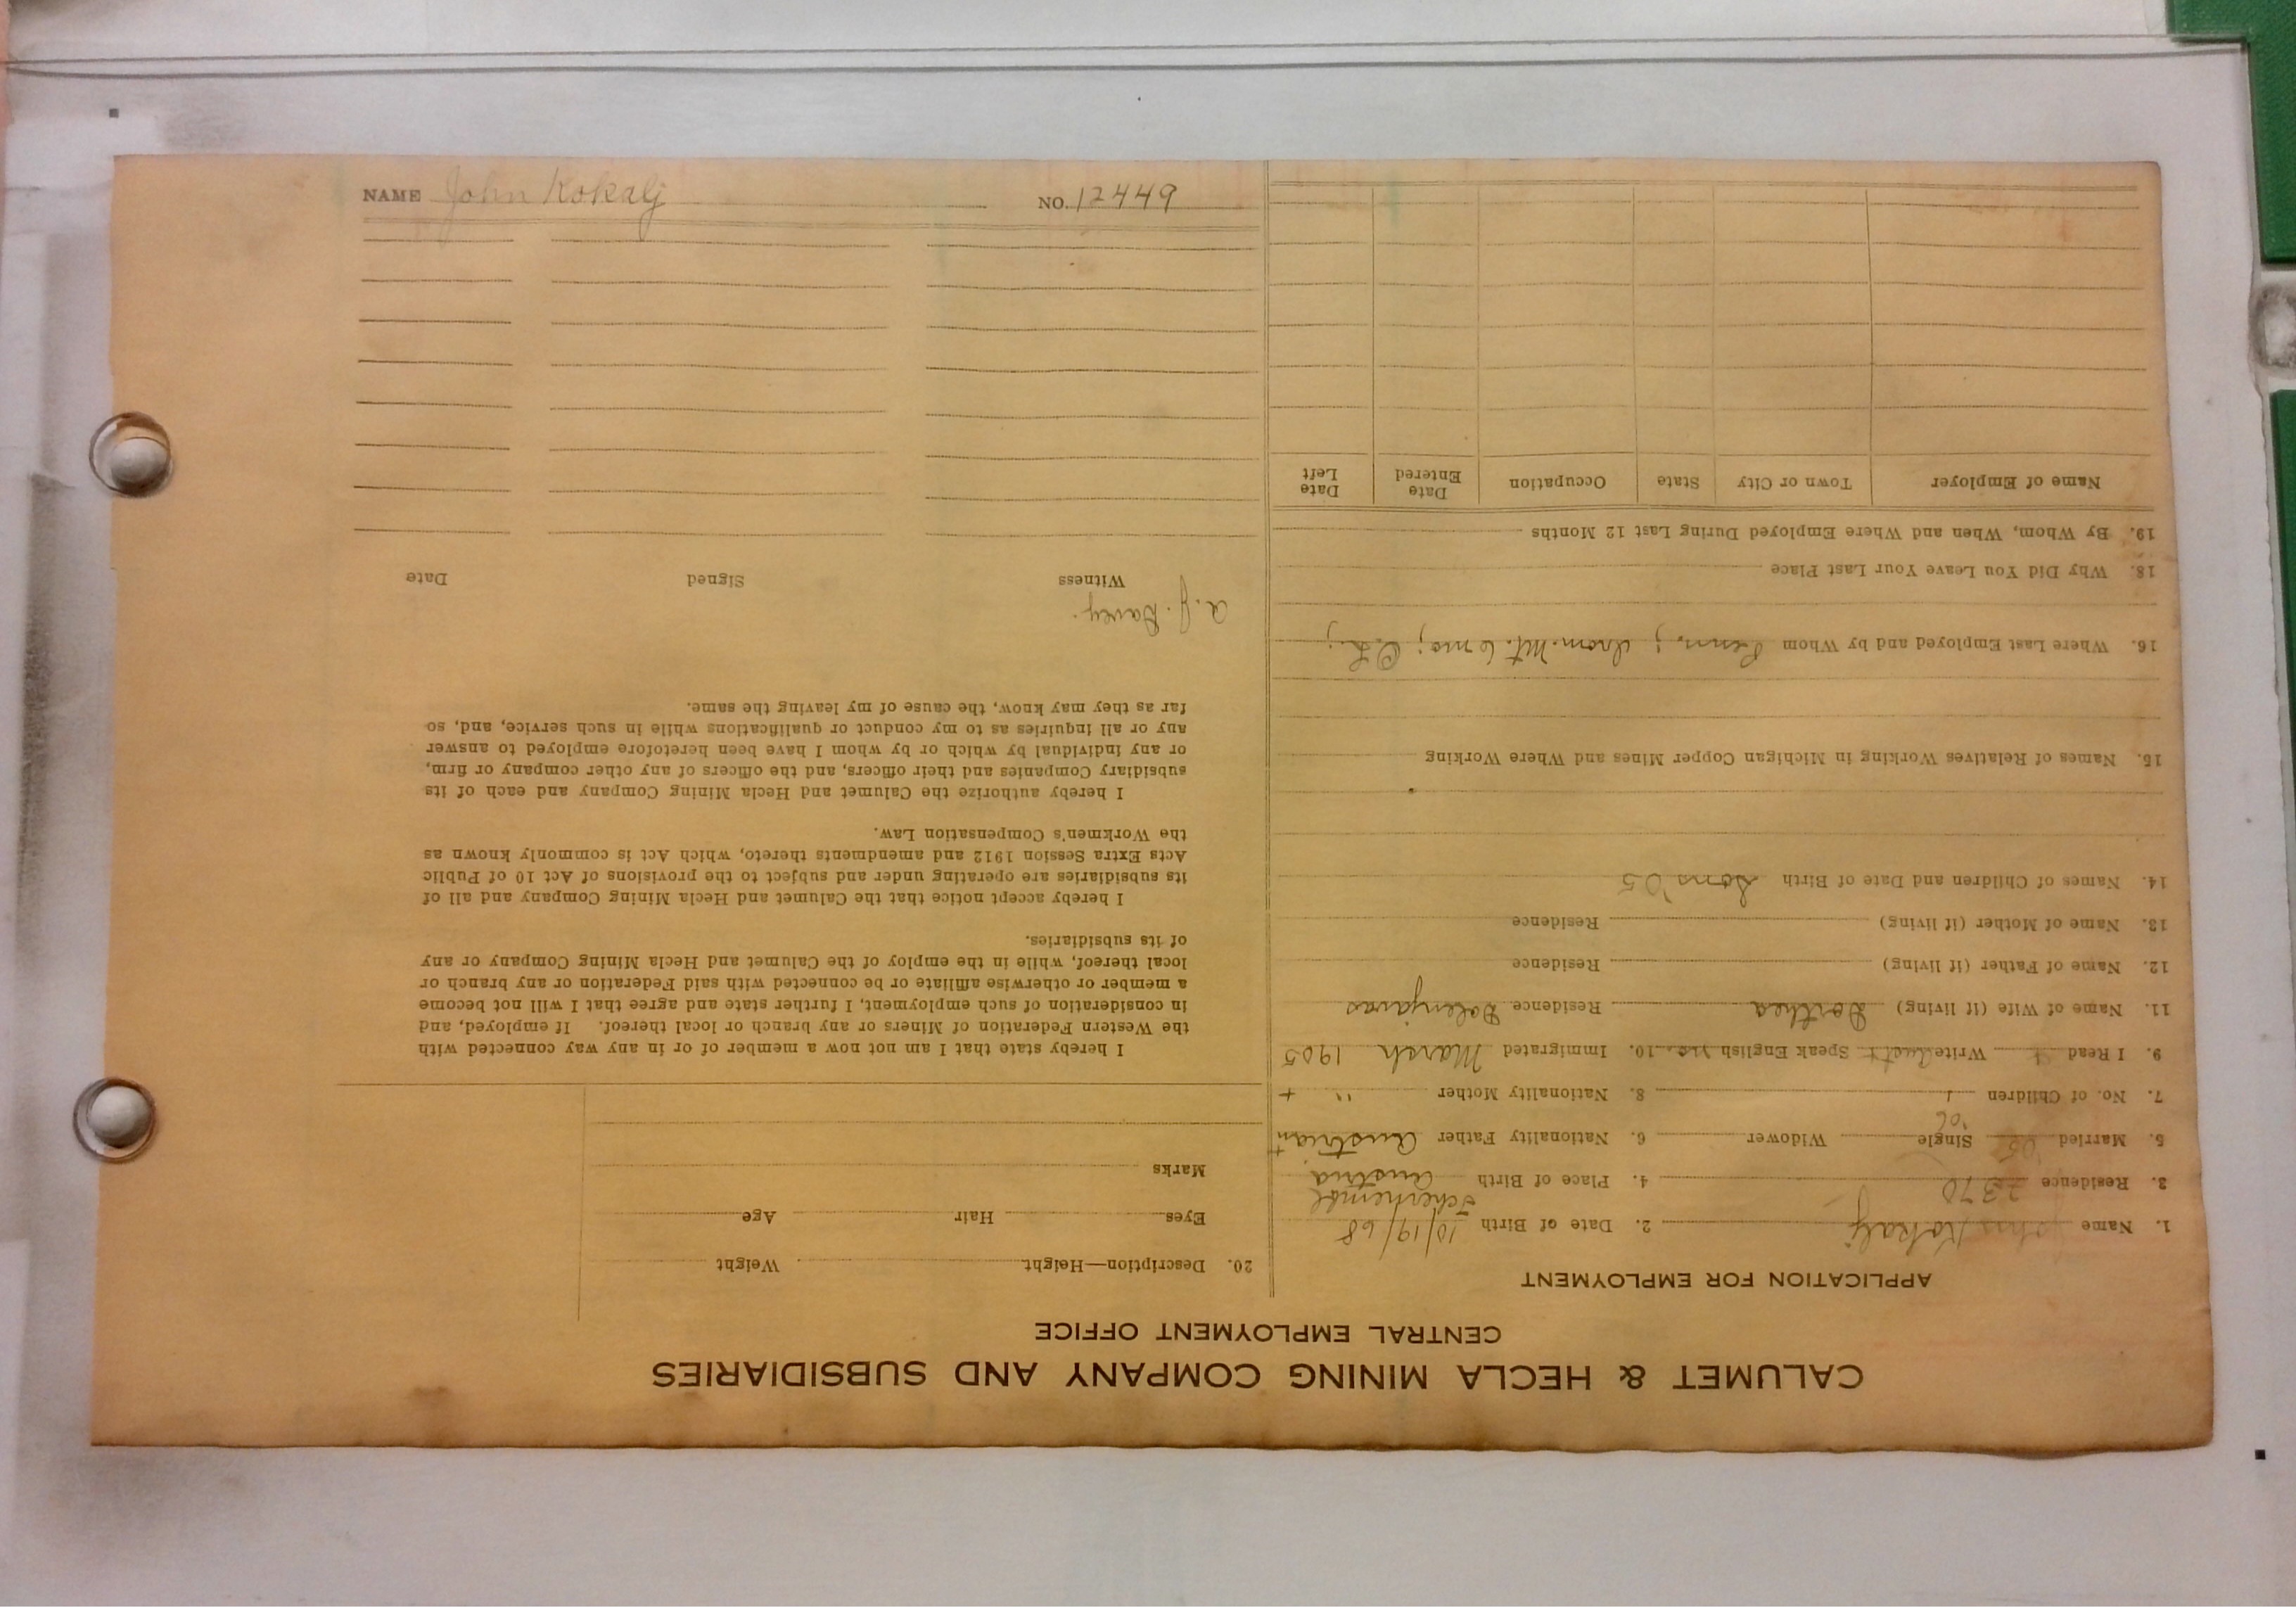 NAME John Kokalj NO. 12449
CALUMET & HECLA MINING COMPANY AND SUBSIDIARIES
CENTRAL EMPLOYMENT OFFICE
APPLICATION FOR EMPLOYMENT
1. Name John Kokalj 2. Date of Birth 10/19/68
3. Residence 2370 4. Place of Birth Austria
5. Married Single Widower 6. Nationality Father Austrian +
7. No. of Children 1 8. Nationality Mother " +
9. I Read + Write Aust + Speak English no 10. Immigrated March 1905
11. Name of Wife (if living) Dorthea Residence
12. Name of Father (if living) Residence
13. Name of Mother (if living) Residence
14. Names of Children and Date of Birth
15. Names of Relatives Working in Michigan Copper Mines and Where Working
16. Where Last Employed and by Whom Penn.; Iron Mt.
18. Why Did You Leave Your Last Place
19. By Whom, When and Where Employed During Last 12 Months
Name of Employer Town or City State Occupation Date Entered Date Left
20. Description—Height Weight
Eyes Hair Age
Marks
I hereby state that I am not now a member of or in any way connected with
the Western Federation of Miners or any branch or local thereof. If employed, and
in consideration of such employment, I further state and agree that I will not become
a member or otherwise affiliate or be connected with said Federation or any branch or
local thereof, while in the employ of the Calumet and Hecla Mining Company or any
of its subsidiaries.
I hereby accept notice that the Calumet and Hecla Mining Company and all of
its subsidiaries are operating under and subject to the provisions of Act 10 of Public
Acts Extra Session 1912 and amendments thereto, which Act is commonly known as
the Workmen's Compensation Law.
I hereby authorize the Calumet and Hecla Mining Company and each of its
subsidiary Companies and their officers, and the officers of any other company or firm,
or any individual by which or by whom I have been heretofore employed to answer
any or all inquiries as to my conduct or qualifications while in such service, and, so
far as they may know, the cause of my leaving the same.
A. J. Davey.
Witness Signed Date